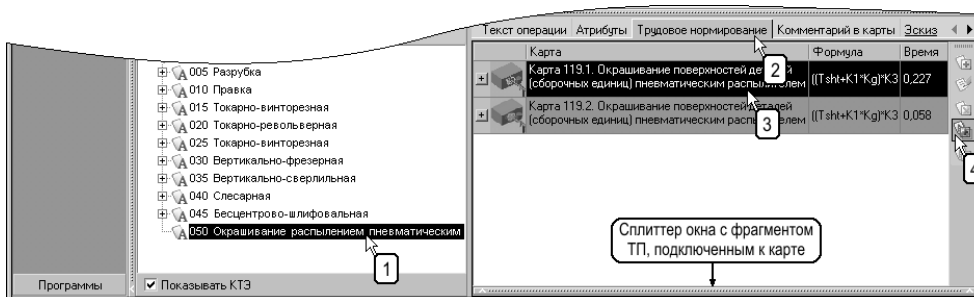 Текст операции Атрибуты Трудовое нормирование Комментарий в карты Эскиз
Карта Формула Время
Карта 119.1. Окрашивание поверхностей деталей
(сборочных единиц) пневматическим распылителем ((Tsht+K1*Kg)*K3 0,227
Карта 119.2. Окрашивание поверхностей деталей
(сборочных единиц) пневматическим распылителем ((Tsht+K1*Kg)*K3 0,058
005 Разрубка
010 Правка
015 Токарно-винторезная
020 Токарно-револьверная
025 Токарно-винторезная
030 Вертикально-фрезерная
035 Вертикально-сверлильная
040 Слесарная
045 Бесцентрово-шлифовальная
050 Окрашивание распылением пневматическим
1
2
3
4
Сплиттер окна с фрагментом
ТП, подключенным к карте
Программы
Показывать КТЭ